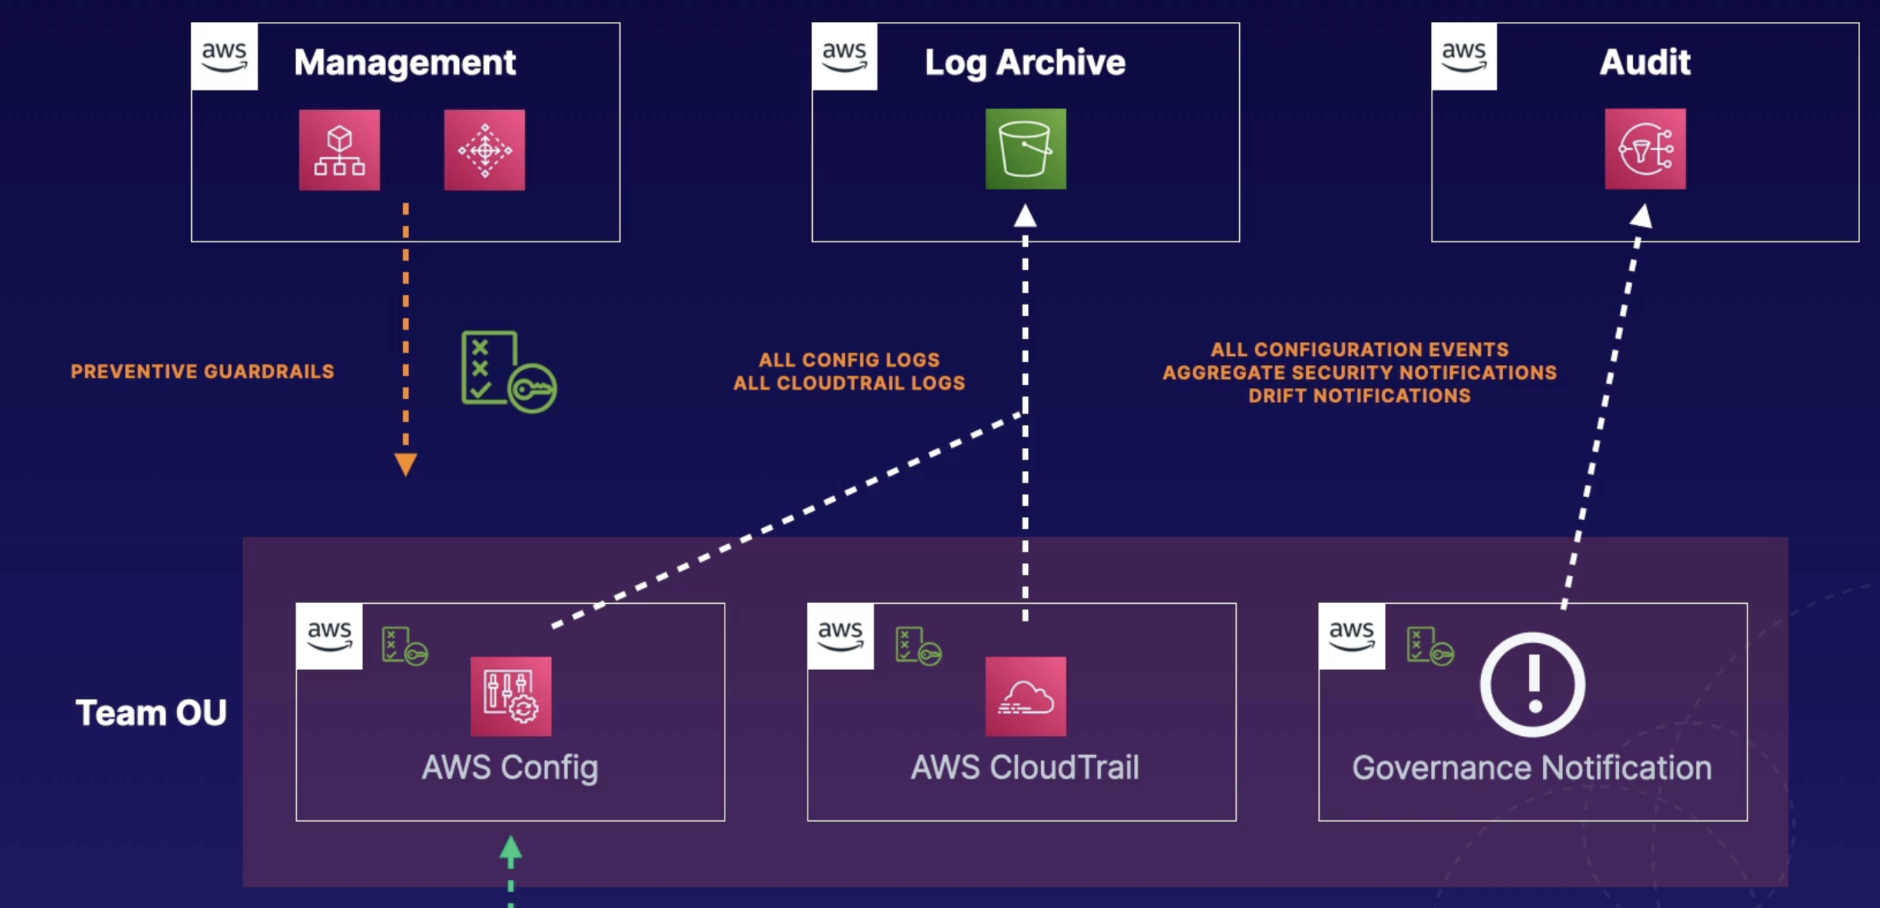 aws
Management
aws
Log Archive
aws
Audit
PREVENTIVE GUARDRAILS
ALL CONFIG LOGS
ALL CLOUDTRAIL LOGS
ALL CONFIGURATION EVENTS
AGGREGATE SECURITY NOTIFICATIONS
DRIFT NOTIFICATIONS
Team OU
aws
AWS Config
aws
AWS CloudTrail
aws
Governance Notification